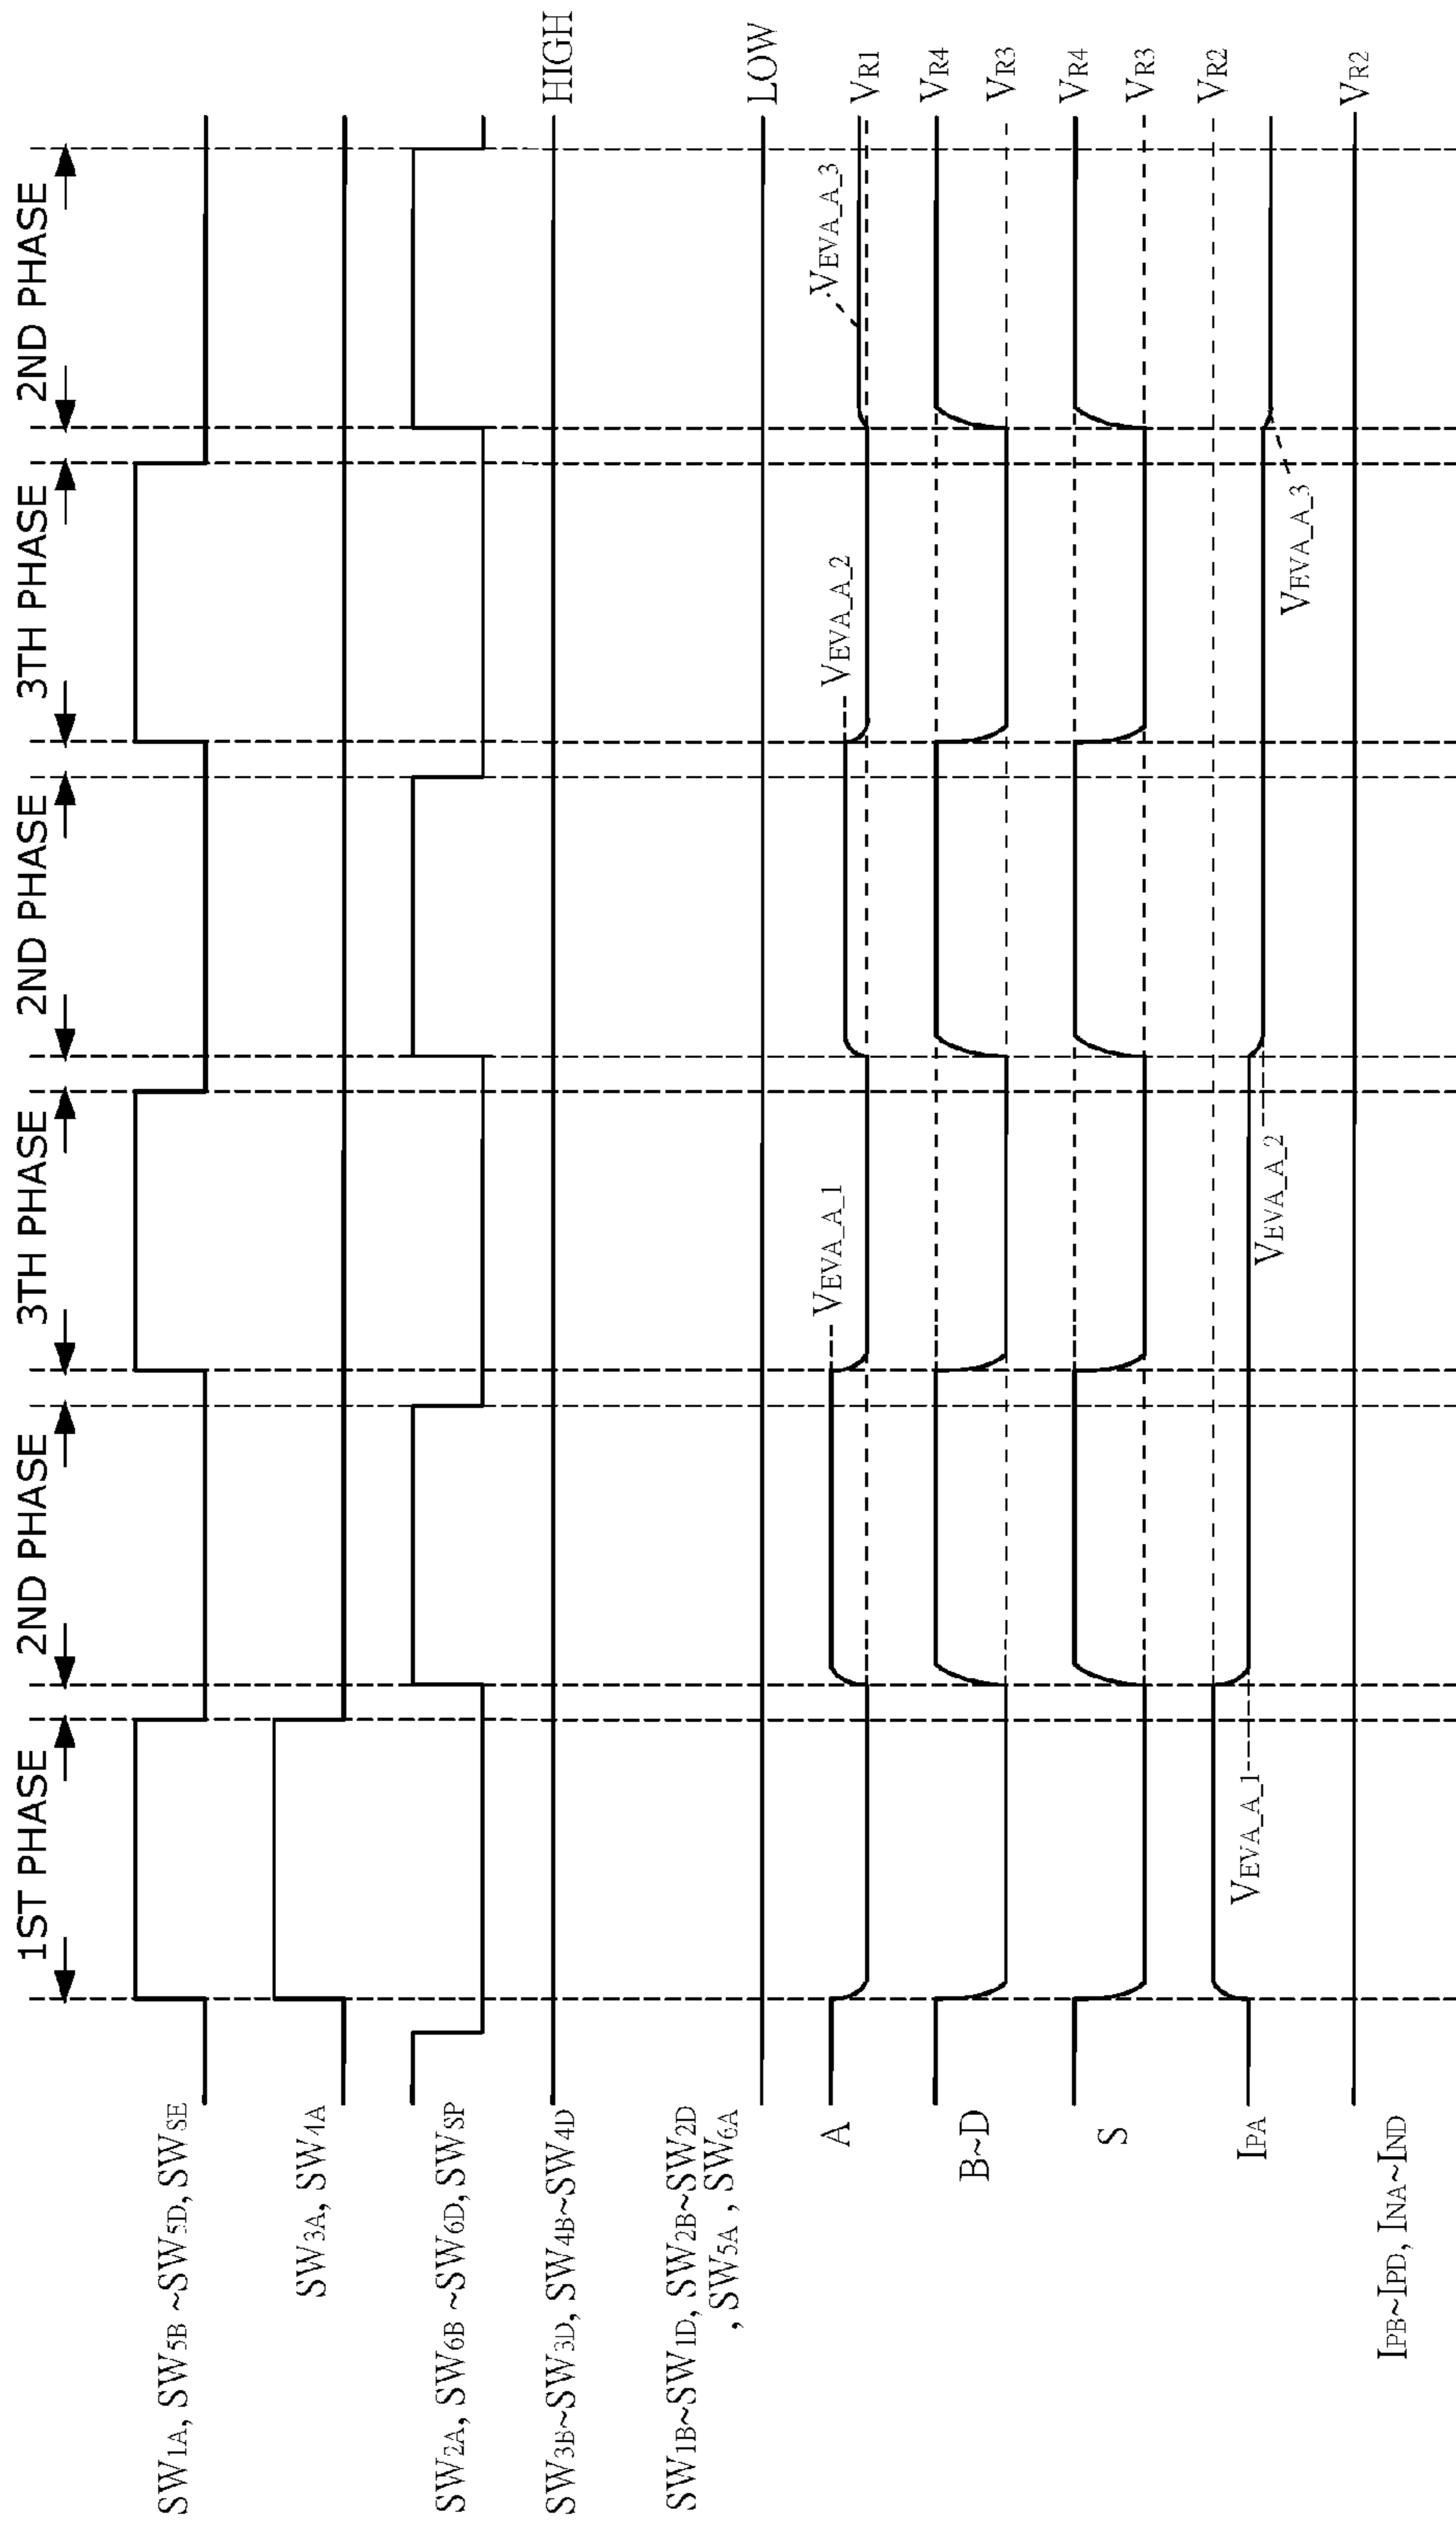 1ST PHASE
2ND PHASE
3TH PHASE
2ND PHASE
3TH PHASE
2ND PHASE
SW1A, SW5B ~SW5D, SWSE
SW3A, SW4A
SW2A, SW6B ~SW6D, SWSP
SW3B~SW3D, SW4B~SW4D
HIGH
SW1B~SW1D, SW2B~SW2D
, SW5A , SW6A
LOW
A
VEVA_A_1
VEVA_A_2
VEVA_A_3
VR1
B~D
VR4
VR3
S
VR4
VR3
IPA
VEVA_A_1
VEVA_A_2
VEVA_A_3
VR2
IPB~IPD, INA~IND
VR2